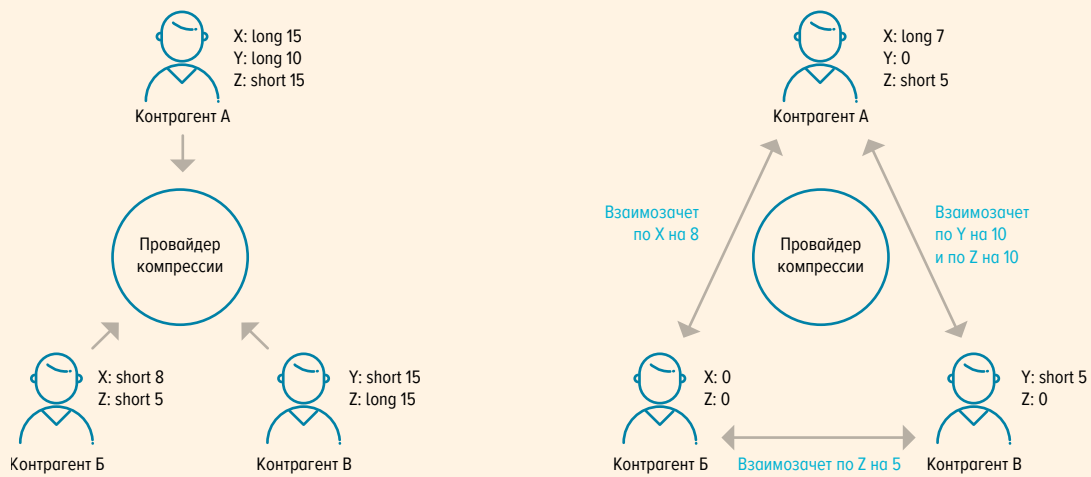 X: long 15
Y: long 10
Z: short 15
Контрагент А
Провайдер
компрессии
X: short 8
Z: short 5
Контрагент Б
Y: short 15
Z: long 15
Контрагент В
X: long 7
Y: 0
Z: short 5
Контрагент А
Взаимозачет
по X на 8
Провайдер
компрессии
Взаимозачет
по Y на 10
и по Z на 10
X: 0
Z: 0
Контрагент Б
Взаимозачет по Z на 5
Y: short 5
Z: 0
Контрагент В